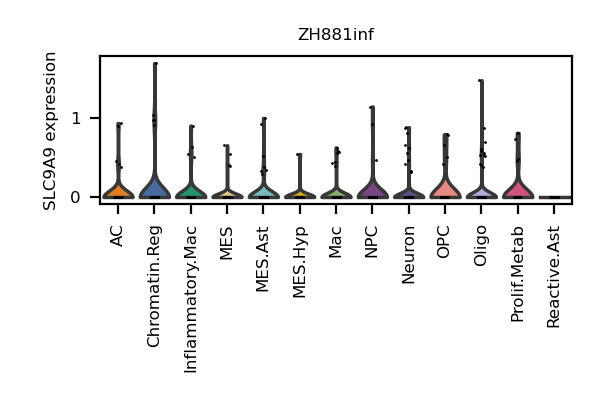 ZH881inf
SLC9A9 expression
1
0
AC
Chromatin.Reg
Inflammatory.Mac
MES
MES.Ast
MES.Hyp
Mac
NPC
Neuron
OPC
Oligo
Prolif.Metab
Reactive.Ast